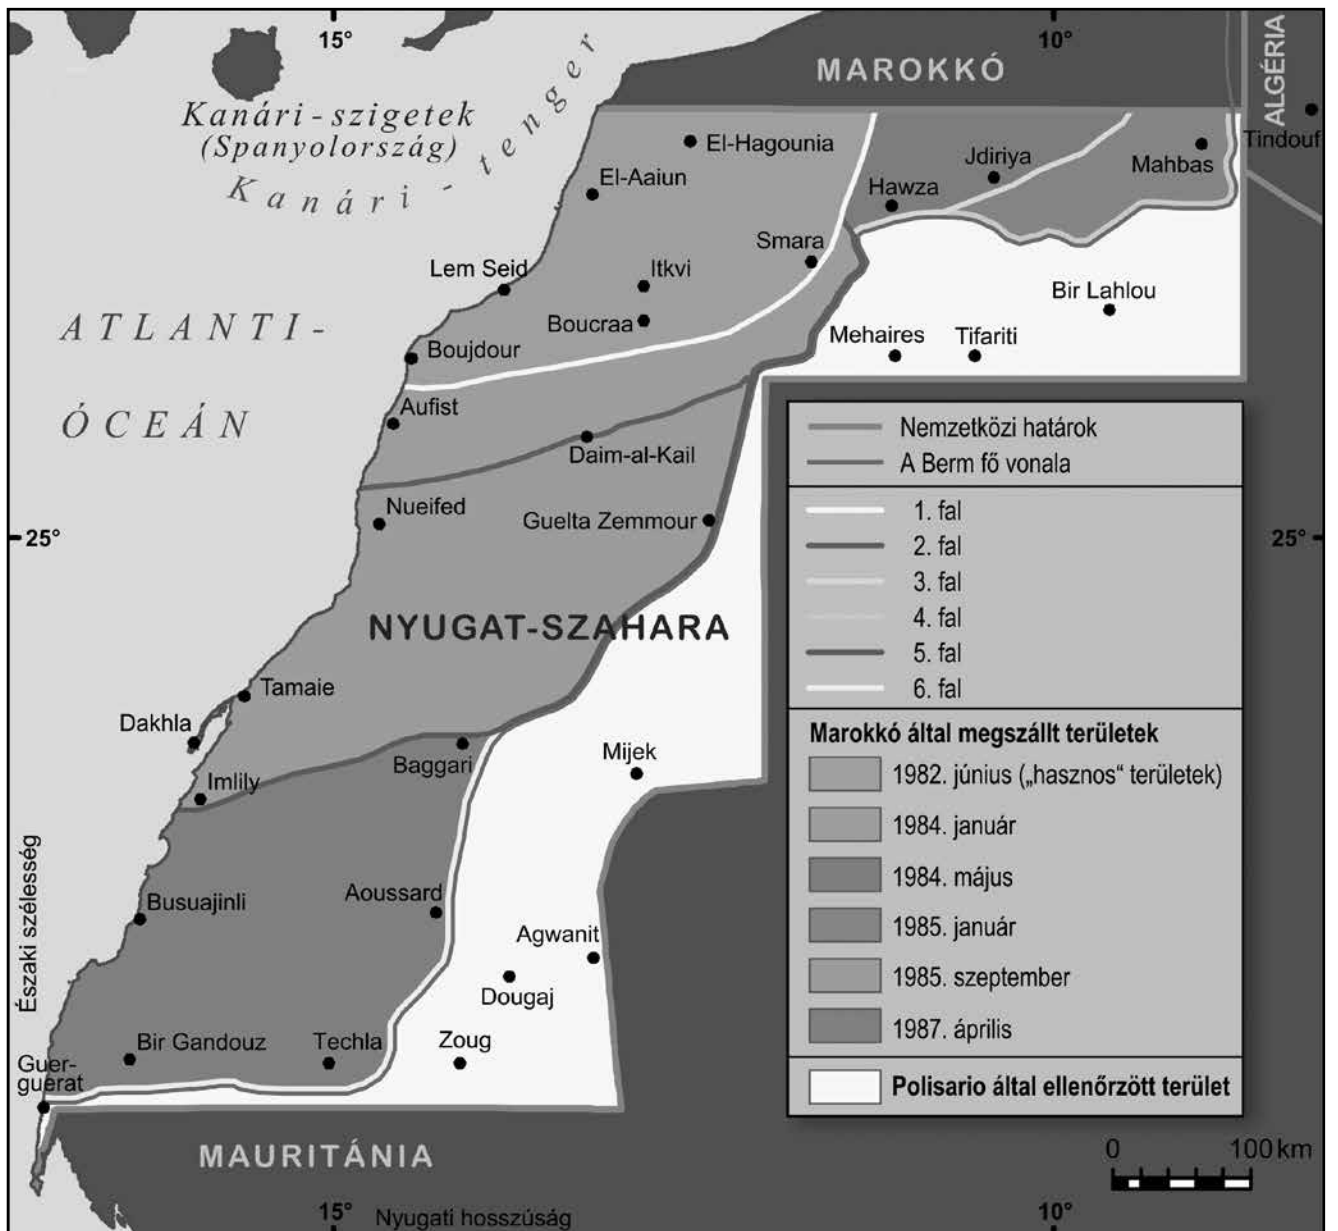 15°
10°
MAROKKÓ
ALGÉRIA
Tindouf
Kanári-szigetek
(Spanyolország)
Kanári-tenger
El-Hagounia
El-Aaiun
Jdiriya
Mahbas
Hawza
Smara
Lem Seid
Itkvi
Boucraa
Bir Lahlou
ATLANTI-
ÓCEÁN
Boujdour
Mehaires
Tifariti
Aufist
Daim-al-Kail
Nueifed
Guelta Zemmour
25°
25°
NYUGAT-SZAHARA
Tamaie
Dakhla
Imlily
Baggari
Mijek
Északi szélesség
Busuajinli
Aoussard
Agwanit
Dougaj
Bir Gandouz
Techla
Zoug
Guer-
guerat
MAURITÁNIA
15°
Nyugati hosszúság
10°
Nemzetközi határok
A Berm fő vonala
1. fal
2. fal
3. fal
4. fal
5. fal
6. fal
Marokkó által megszállt területek
1982. június („hasznos“ területek)
1984. január
1984. május
1985. január
1985. szeptember
1987. április
Polisario által ellenőrzött terület
0 100 km